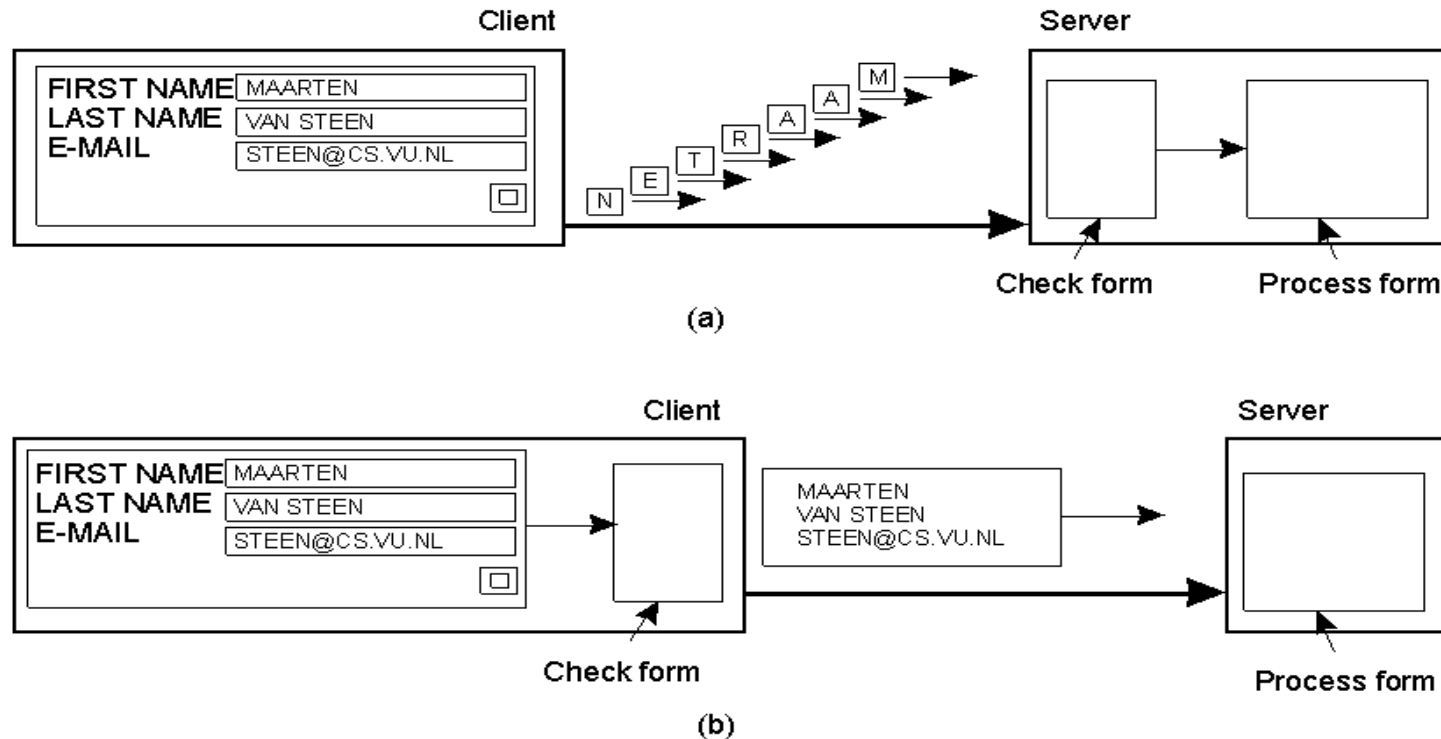 Client
Server
FIRST NAME MAARTEN
LAST NAME VAN STEEN
E-MAIL STEEN@CS.VU.NL
N E T R A A M
Check form
Process form
(a)
Client
Server
FIRST NAME MAARTEN
LAST NAME VAN STEEN
E-MAIL STEEN@CS.VU.NL
MAARTEN
VAN STEEN
STEEN@CS.VU.NL
Check form
Process form
(b)